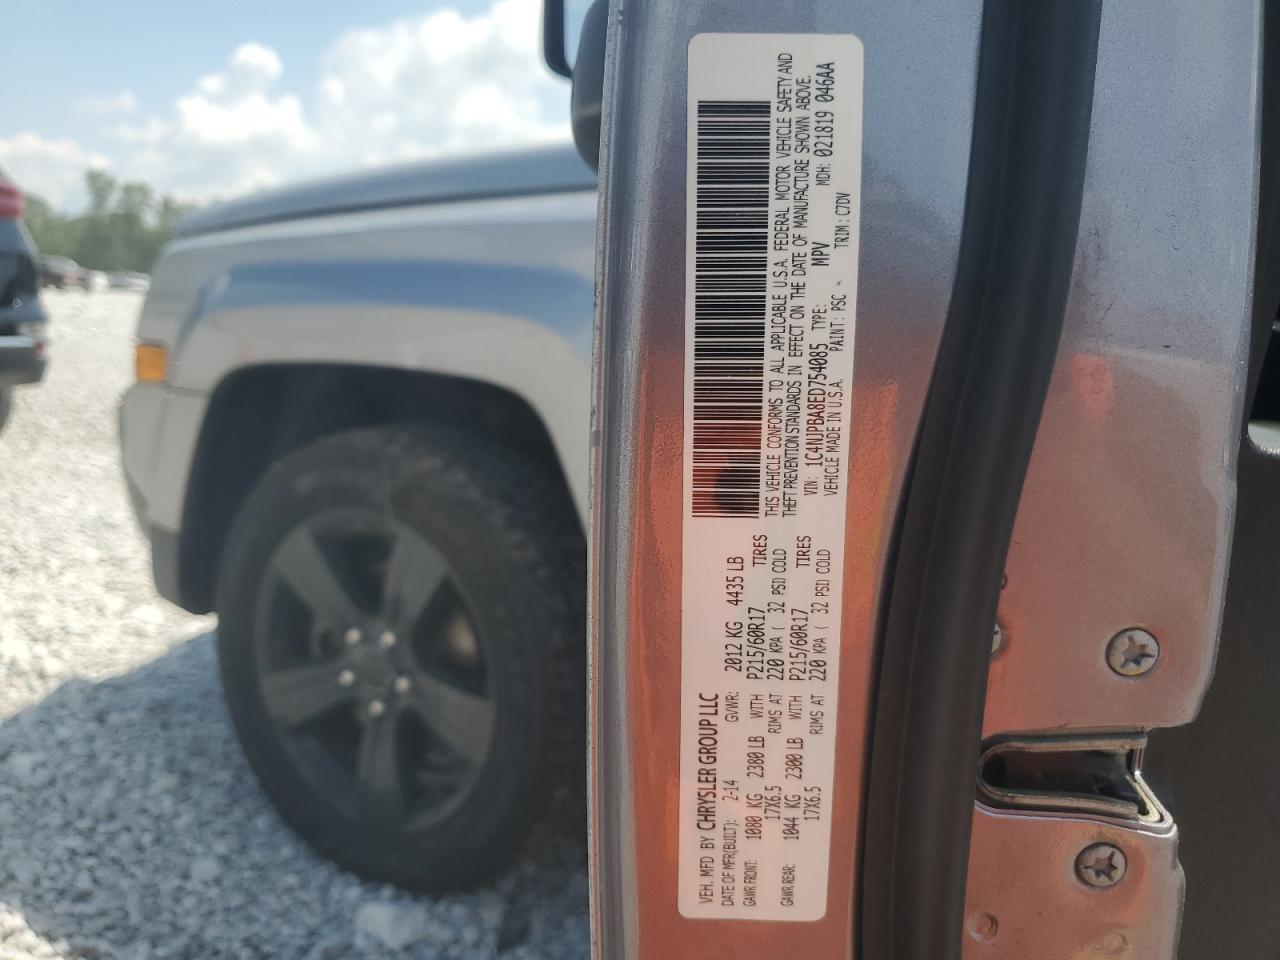 VEH. MFD BY CHRYSLER GROUP LLC
DATE OF MFR(BUILT): 2-14 GVWR: 2012 KG 4435 LB
GAWR FRONT: 1080 KG 2380 LB WITH P215/60R17 TIRES
17X6.5 RIMS AT 220 KPA ( 32 PSI) COLD
GAWR REAR: 1044 KG 2300 LB WITH P215/60R17 TIRES
17X6.5 RIMS AT 220 KPA ( 32 PSI) COLD
THIS VEHICLE CONFORMS TO ALL APPLICABLE U.S.A. FEDERAL MOTOR VEHICLE SAFETY AND
THEFT PREVENTION STANDARDS IN EFFECT ON THE DATE OF MANUFACTURE SHOWN ABOVE.
VIN: 1C4NJPBA8ED754085 TYPE: MPV MDH: 021819 046AA
VEHICLE MADE IN U.S.A. PAINT: PSC TRIM: C7DV